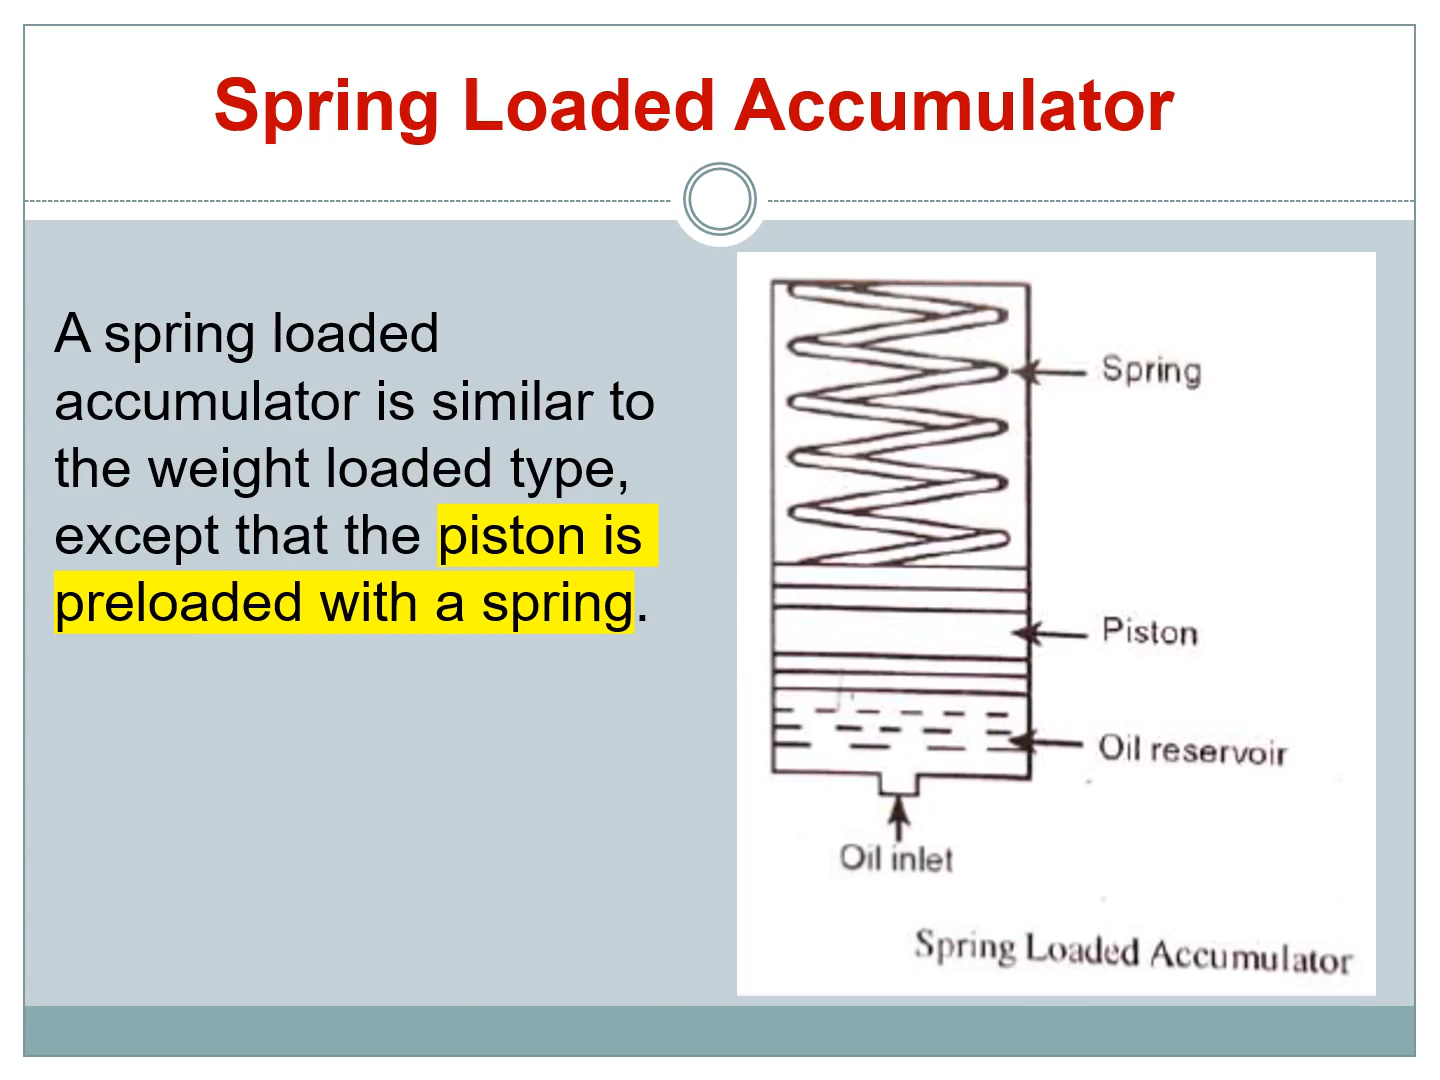 Spring Loaded Accumulator
A spring loaded
accumulator is similar to
the weight loaded type,
except that the piston is
preloaded with a spring.
Spring
Piston
Oil reservoir
Oil inlet
Spring Loaded Accumulator